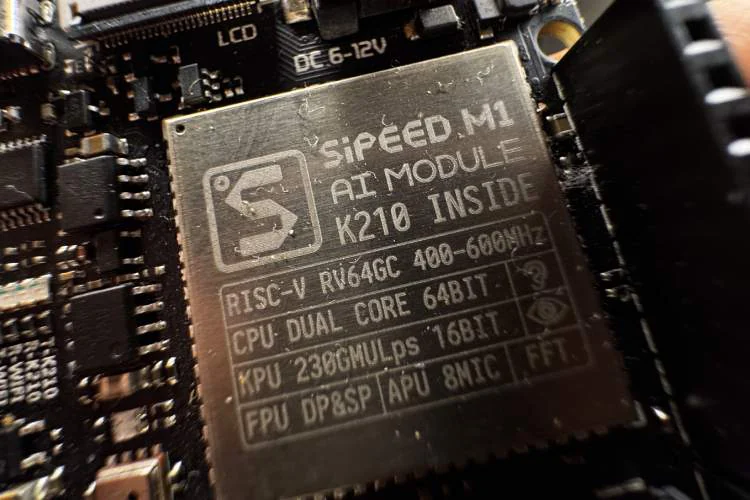 LCD
DC 6-12V
SiPEED M1
AI MODULE
K210 INSIDE
RISC-V RV64GC 400-600MHz
CPU DUAL CORE 64BIT
KPU 230GMULps 16BIT
FPU DP&SP APU 8MIC FFT
K210